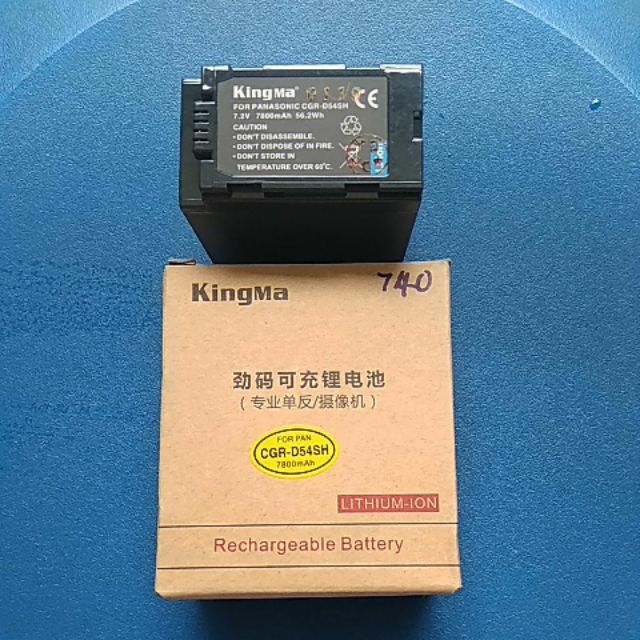 KingMa®
FOR PANASONIC CGR-D54SH
7.2V 7800mAh 56.2Wh
CAUTION:
• DON'T DISASSEMBLE.
• DON'T DISPOSE OF IN FIRE.
• DON'T STORE IN
TEMPERATURE OVER 60°C.
CE
KingMa
740
劲码可充锂电池
(专业单反/摄像机)
FOR PAN
CGR-D54SH
7800mAh
LITHIUM-ION
Rechargeable Battery